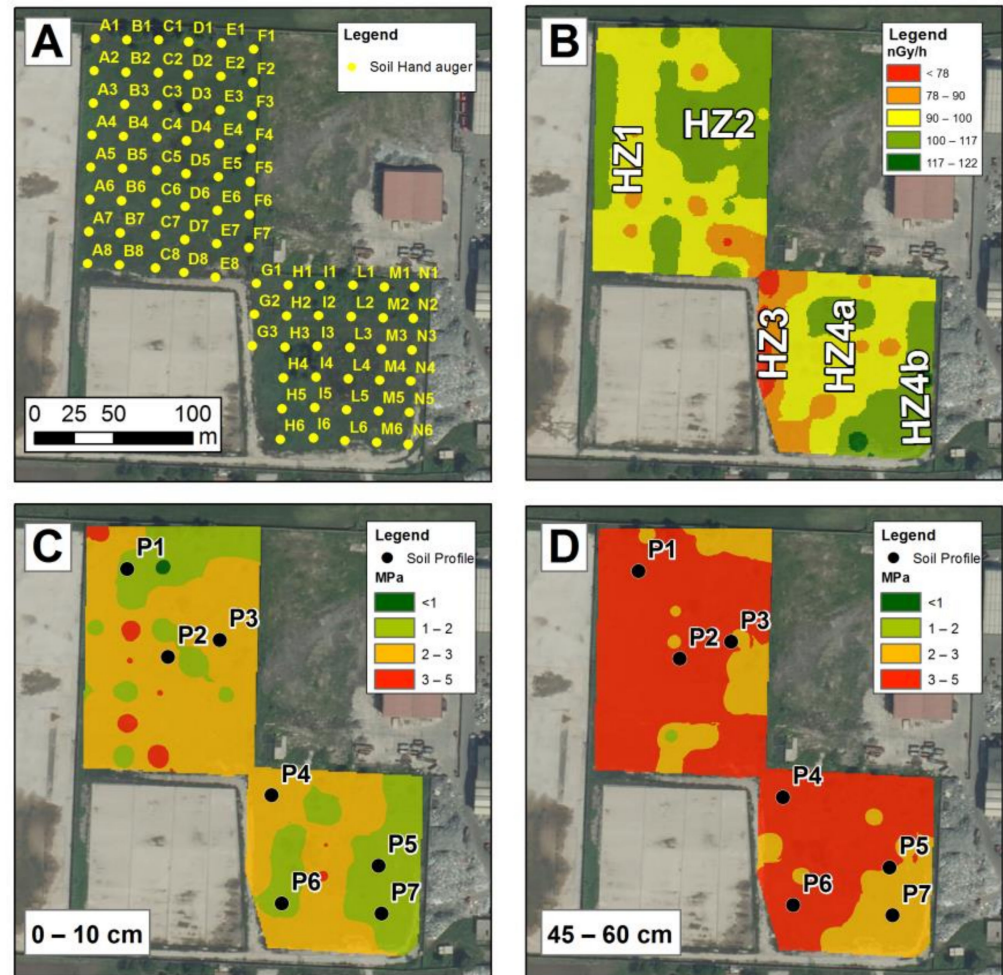 A
A1 B1 C1 D1 E1 F1
A2 B2 C2 D2 E2 F2
A3 B3 C3 D3 E3 F3
A4 B4 C4 D4 E4 F4
A5 B5 C5 D5 E5 F5
A6 B6 C6 D6 E6 F6
A7 B7 C7 D7 E7 F7
A8 B8 C8 D8 E8
G1 H1 I1 L1 M1 N1
G2 H2 I2 L2 M2 N2
G3 H3 I3 L3 M3 N3
H4 I4 L4 M4 N4
H5 I5 L5 M5 N5
H6 I6 L6 M6 N6
Legend
Soil Hand auger
0 25 50 100
m
B
HZ1
HZ2
HZ3
HZ4a
HZ4b
Legend
nGy/h
< 78
78 – 90
90 – 100
100 – 117
117 – 122
C
P1
P2
P3
P4
P5
P6
P7
Legend
Soil Profile
MPa
<1
1 – 2
2 – 3
3 – 5
0 – 10 cm
D
P1
P2
P3
P4
P5
P6
P7
Legend
Soil Profile
MPa
<1
1 – 2
2 – 3
3 – 5
45 – 60 cm